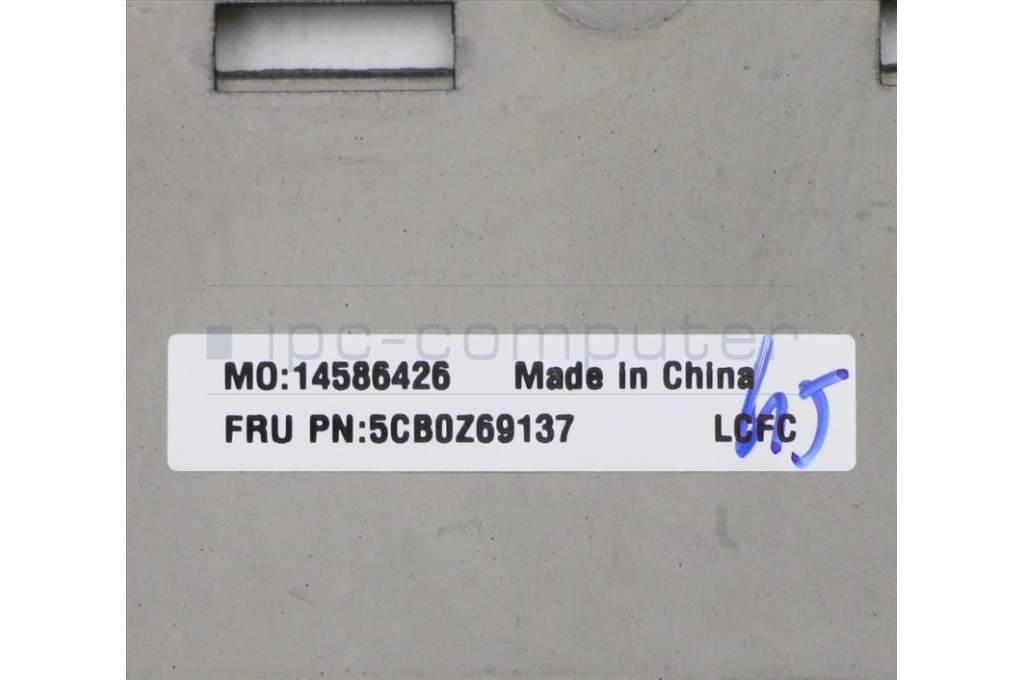 ipc-computer
MO:14586426 Made in China
FRU PN:5CB0Z69137 LCFC